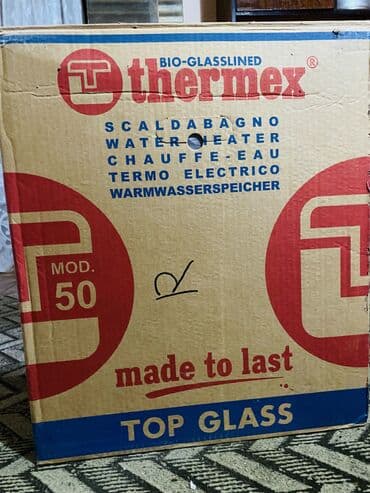 BIO-GLASSLINED
thermex®
SCALDABAGNO
WATER HEATER
CHAUFFE-EAU
TERMO ELECTRICO
WARMWASSERSPEICHER
MOD.
50
R
made to last
TOP GLASS